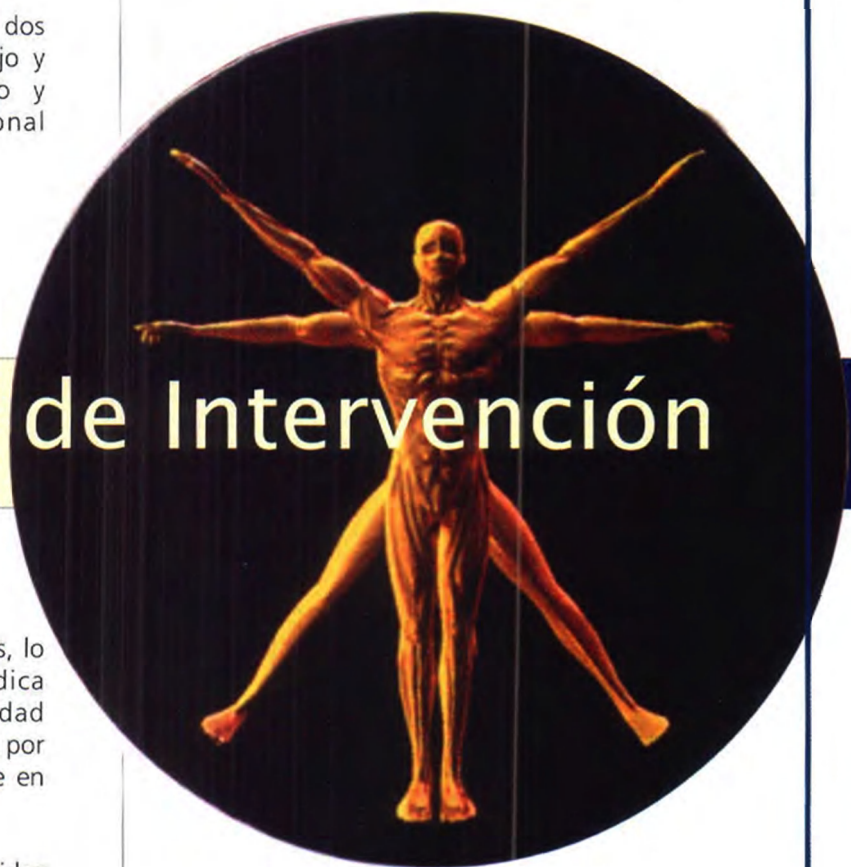 dos
jo y
o y
onal
de Intervención
s, lo
dica
dad
por
e en